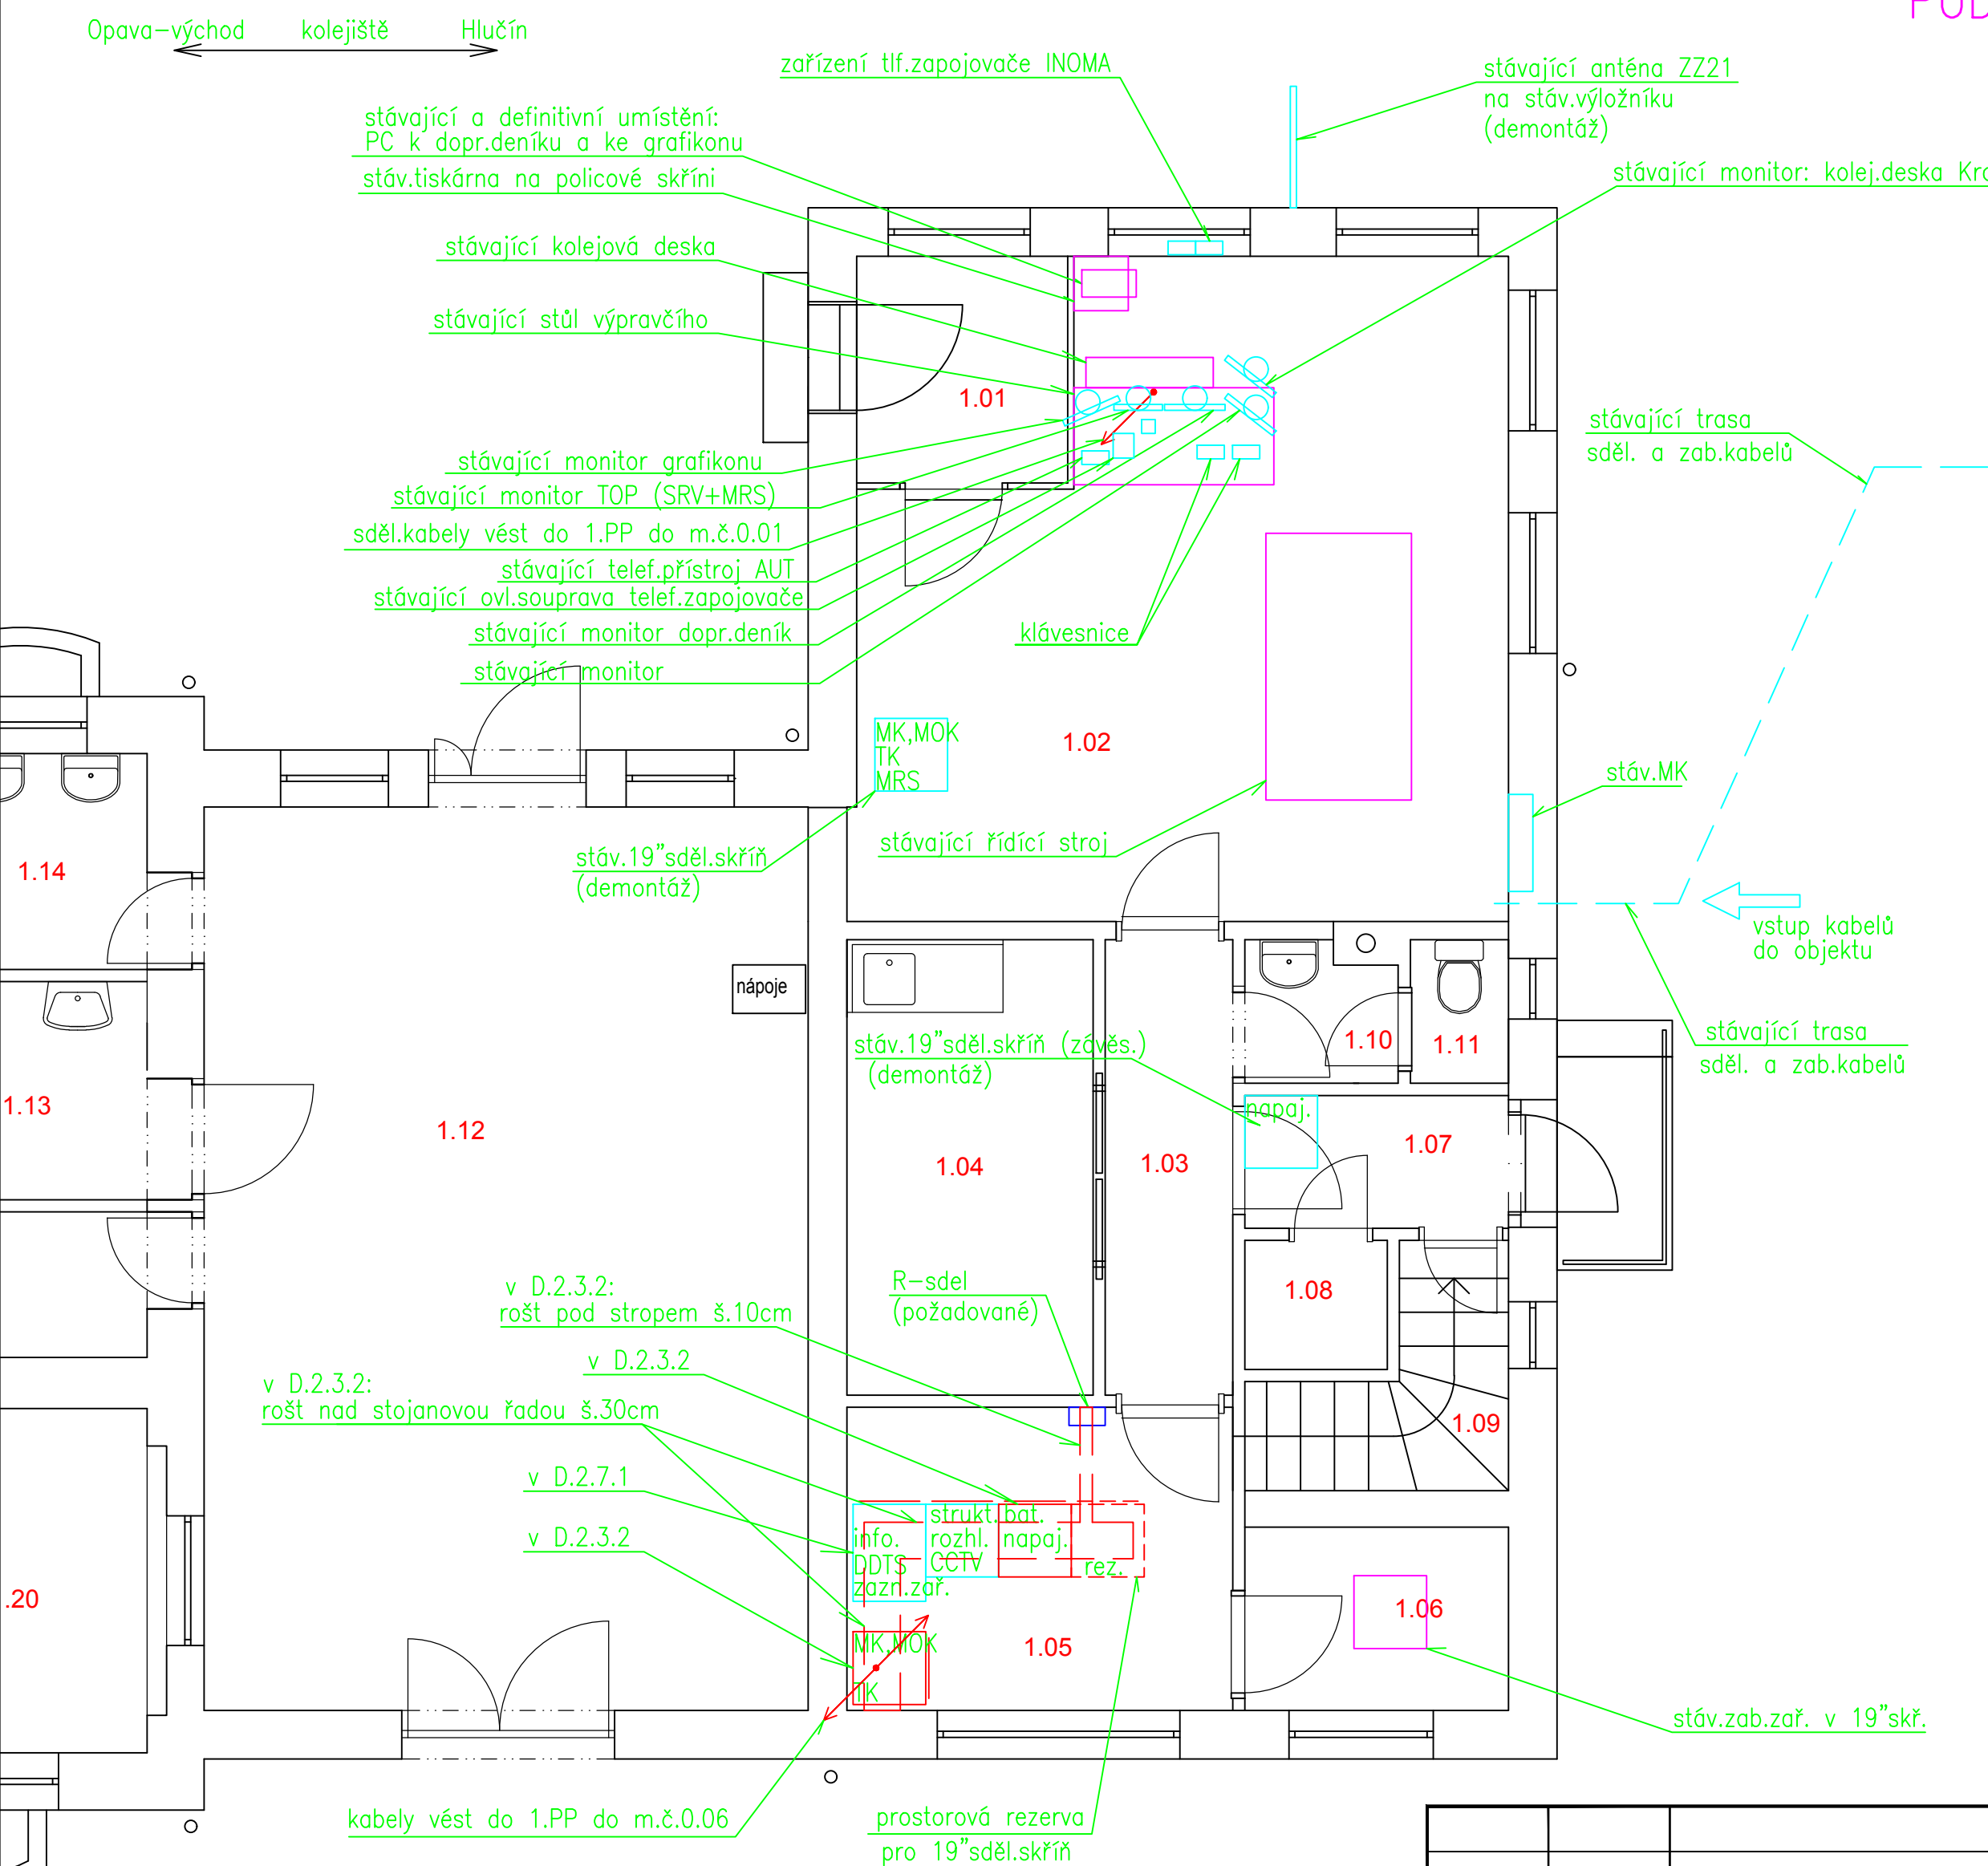 Opava–východ kolejiště Hlučín
zařízení tlf.zapojovače INOMA
stávající anténa ZZ21
na stáv.výložníku
(demontáž)
stávající a definitivní umístění:
PC k dopr.deníku a ke grafikonu
stáv.tiskárna na policové skříni
stávající monitor: kolej.deska
stávající kolejová deska
stávající stůl výpravčího
1.01
stávající trasa
sděl. a zab.kabelů
stávající monitor grafikonu
stávající monitor TOP (SRV+MRS)
sděl.kabely vést do 1.PP do m.č.0.01
stávající telef.přístroj AUT
stávající ovl.souprava telef.zapojovače
stávající monitor dopr.deník
klávesnice
stávající monitor
MK,MOK
TK
MRS
1.02
stáv.MK
stávající řídící stroj
stáv.19"sděl.skříň
(demontáž)
1.14
vstup kabelů
do objektu
nápoje
stáv.19"sděl.skříň (závěs.)
(demontáž)
1.10
1.11
stávající trasa
sděl. a zab.kabelů
napaj.
1.13
1.12
1.04
1.03
1.07
v D.2.3.2:
rošt pod stropem š.10cm
R–sdel
(požadované)
1.08
v D.2.3.2
v D.2.3.2:
rošt nad stojanovou řadou š.30cm
1.09
v D.2.7.1
v D.2.3.2
info.
DDTS
zazn.zař.
strukt.
rozhl.
CCTV
bat.
napaj.
rez.
.20
1.06
MK,MOK
TK
1.05
stáv.zab.zař. v 19"skř.
kabely vést do 1.PP do m.č.0.06
prostorová rezerva
pro 19"sděl.skříň